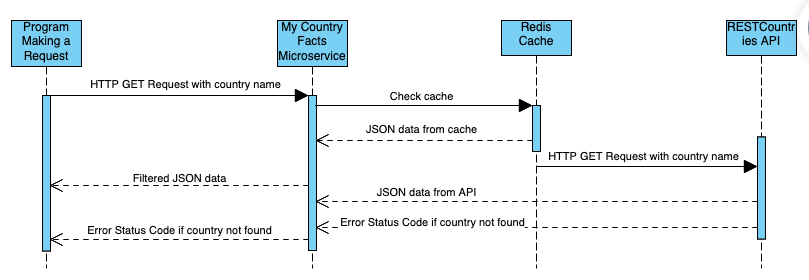 Program
Making a
Request
My Country
Facts
Microservice
Redis
Cache
RESTCountr
ies API
HTTP GET Request with country name
Check cache
JSON data from cache
HTTP GET Request with country name
Filtered JSON data
JSON data from API
Error Status Code if country not found
Error Status Code if country not found